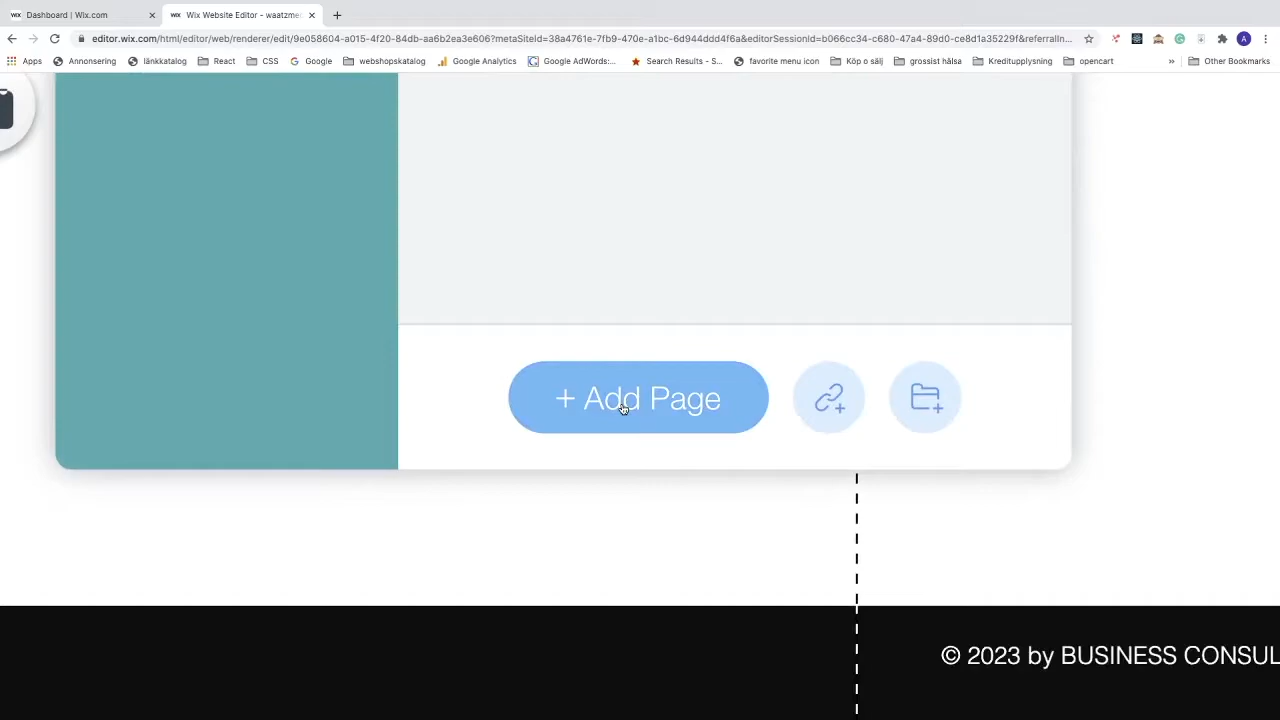 WIX Dashboard | Wix.com
WIX Wix Website Editor - waatzme
editor.wix.com/html/editor/web/renderer/edit/9e058604-a015-4f20-84db-aa6b2ea3e606?metaSiteId=38a4761e-7fb9-470e-a1bc-6d944ddd4f6a&editorSessionId=b066cc34-c680-47a4-89d0-ce8d1a35229f&referralIn...
A
Apps Annonsering länkkatalog React CSS Google webshopskatalog Google Analytics Google AdWords:... Search Results - S... favorite menu icon Köp o sälj grossist hälsa Kreditupplysning opencart » Other Bookmarks
+ Add Page
© 2023 by BUSINESS CONSUL